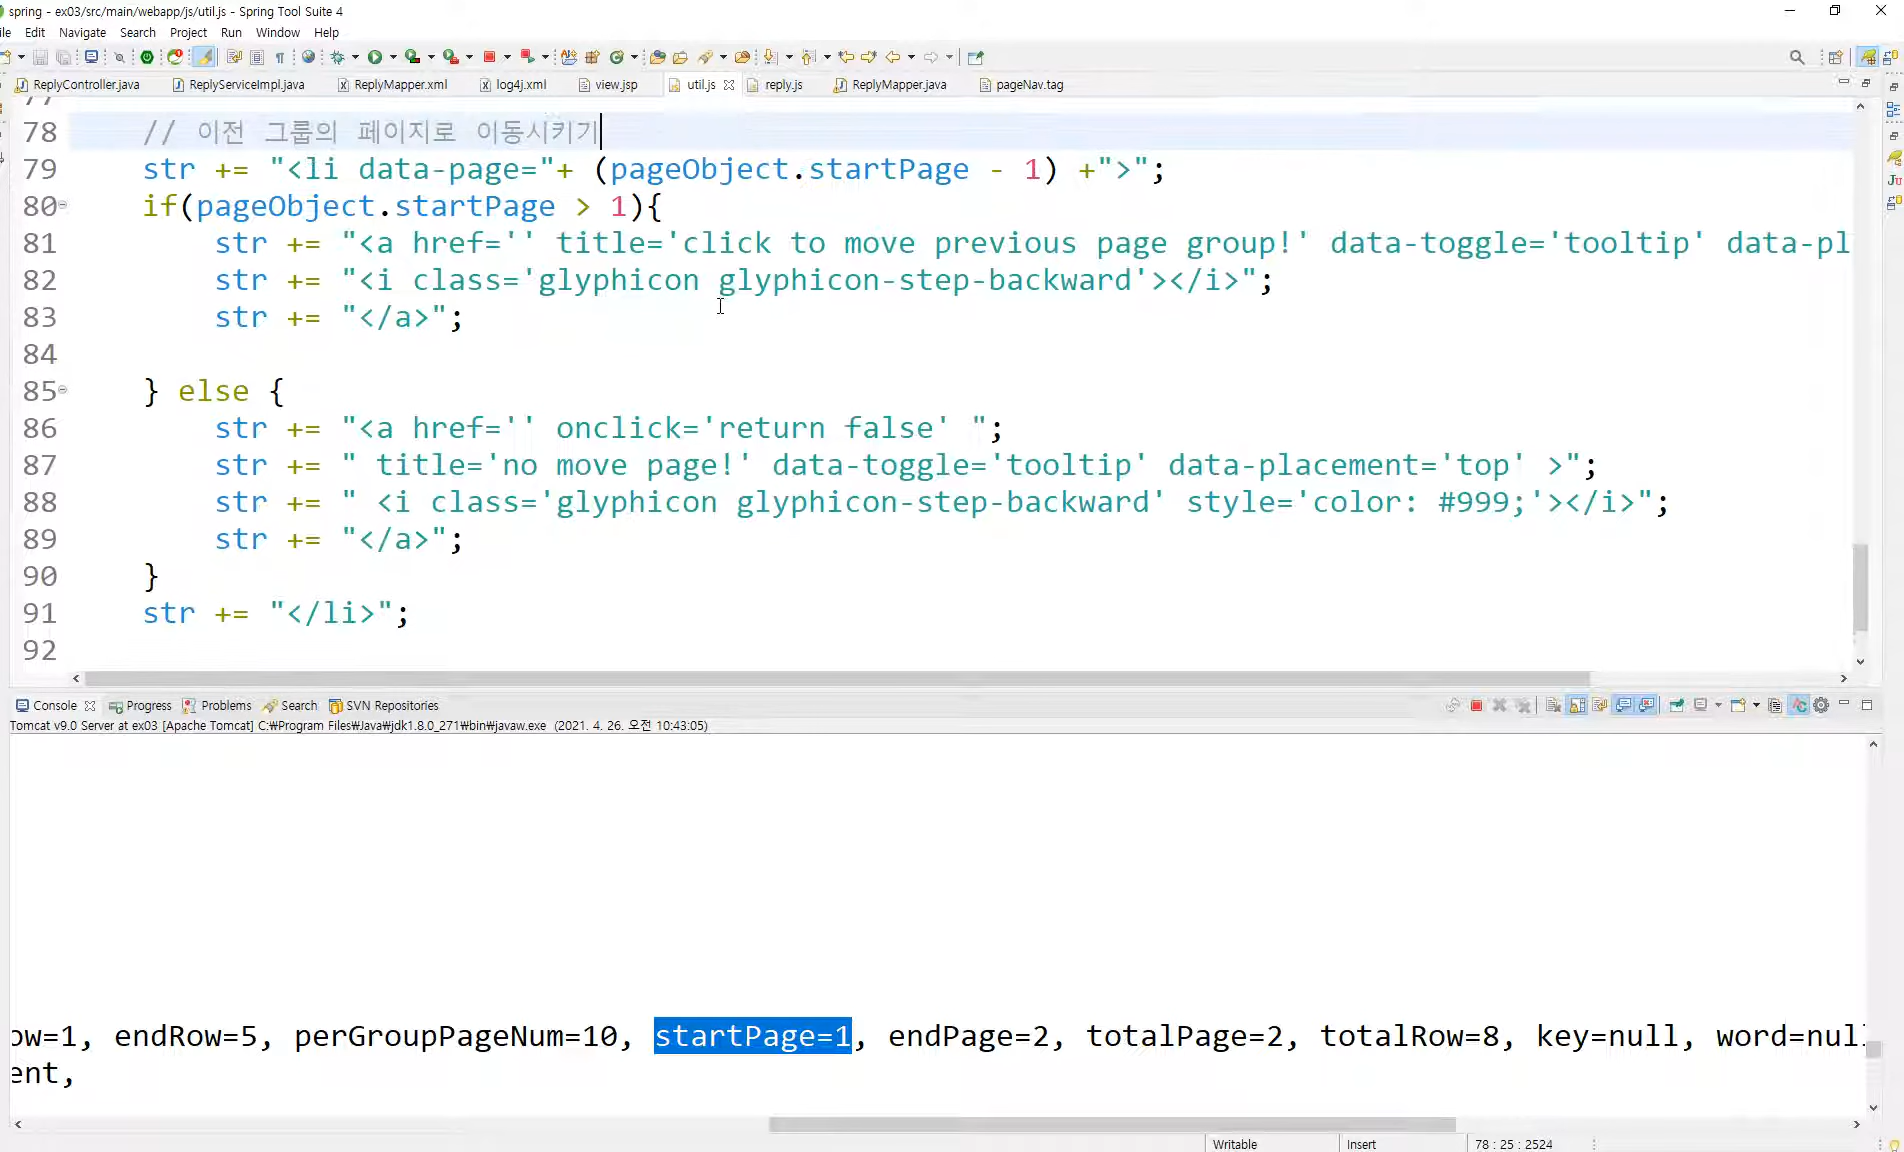 spring - ex03/src/main/webapp/js/util.js - Spring Tool Suite 4
ile Edit Navigate Search Project Run Window Help
ReplyController.java ReplyServiceImpl.java ReplyMapper.xml log4j.xml view.jsp util.js reply.js ReplyMapper.java pageNav.tag
77
78 // 이전 그룹의 페이지로 이동시키기
79 str += "<li data-page="+ (pageObject.startPage - 1) +">";
80 if(pageObject.startPage > 1){
81 str += "<a href='' title='click to move previous page group!' data-toggle='tooltip' data-pl
82 str += "<i class='glyphicon glyphicon-step-backward'></i>";
83 str += "</a>";
84
85 } else {
86 str += "<a href='' onclick='return false' ";
87 str += " title='no move page!' data-toggle='tooltip' data-placement='top' >";
88 str += " <i class='glyphicon glyphicon-step-backward' style='color: #999;'></i>";
89 str += "</a>";
90 }
91 str += "</li>";
92
Console Progress Problems Search SVN Repositories
Tomcat v9.0 Server at ex03 [Apache Tomcat] C:₩Program Files₩Java₩jdk1.8.0_271₩bin₩javaw.exe (2021. 4. 26. 오전 10:43:05)
ow=1, endRow=5, perGroupPageNum=10, startPage=1, endPage=2, totalPage=2, totalRow=8, key=null, word=nul
ent,
Writable Insert 78 : 25 : 2524